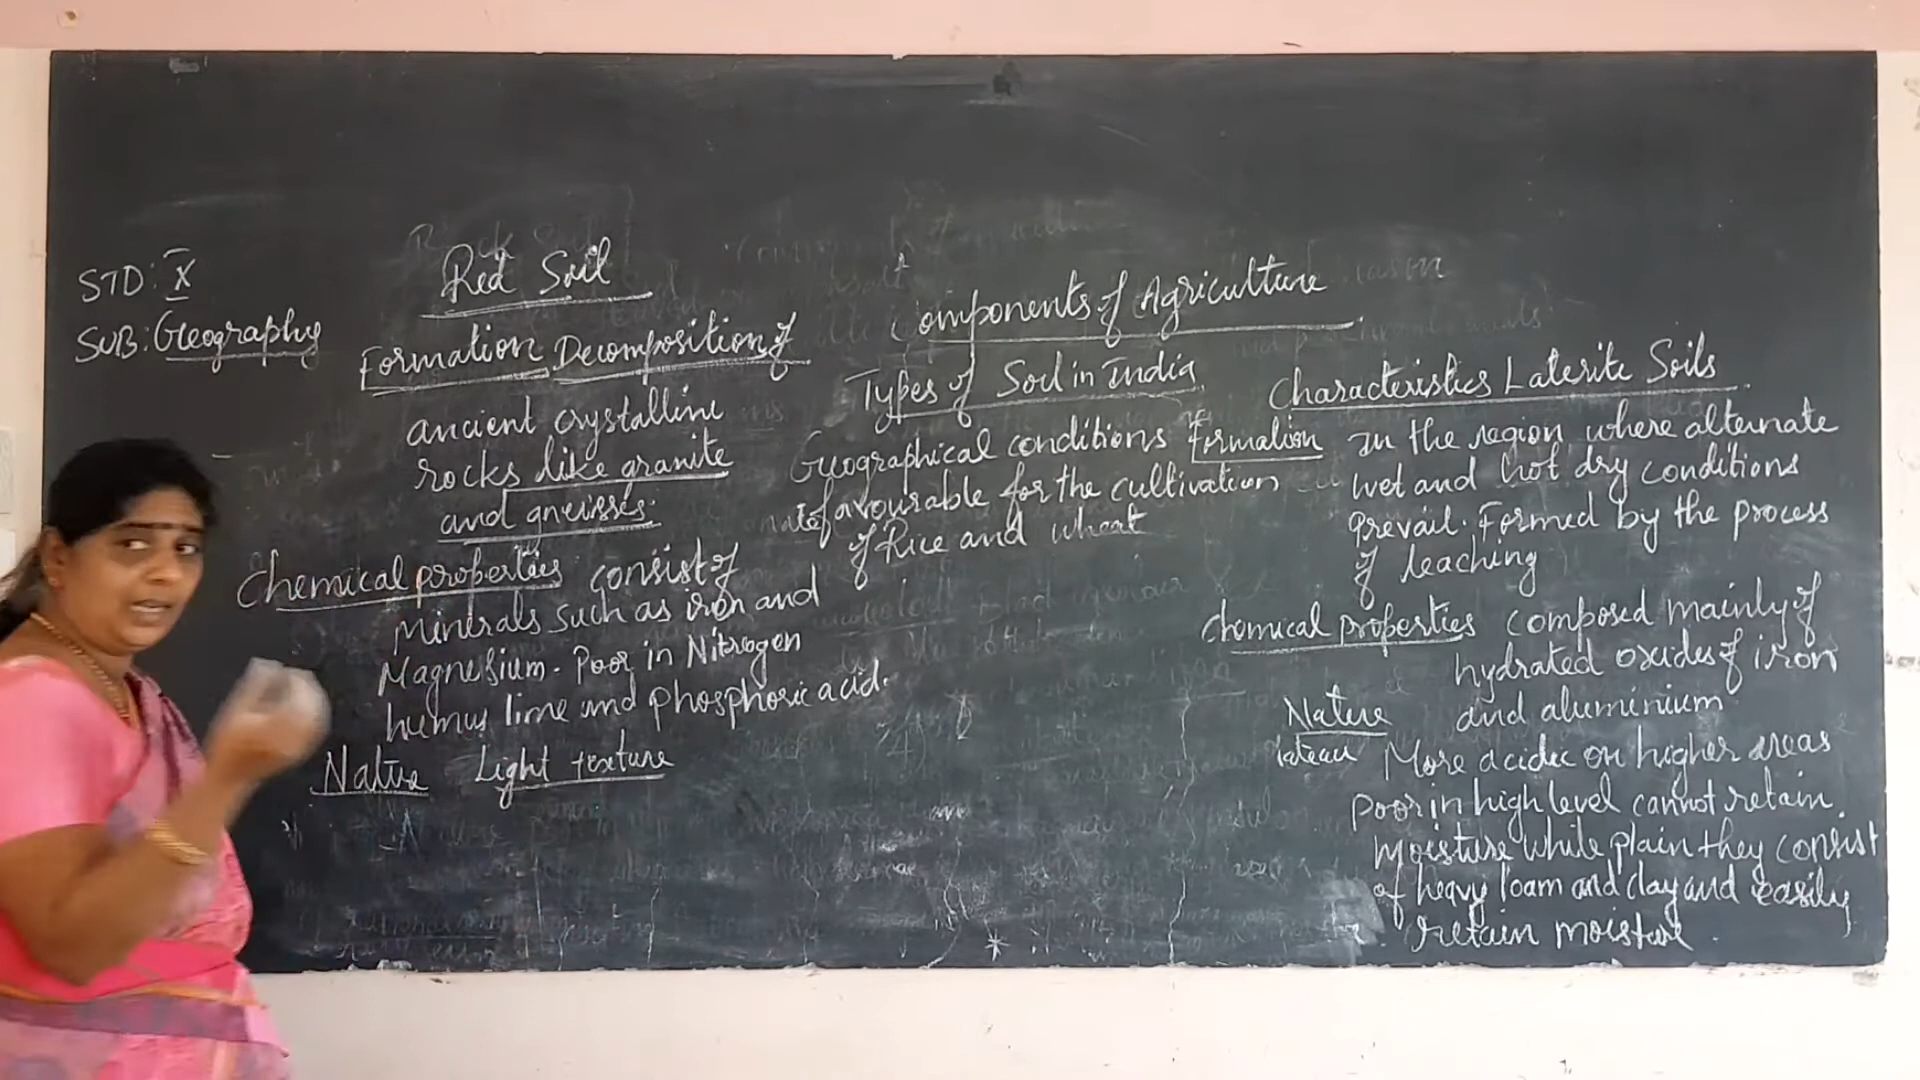 STD: X
SUB: Geography
Red Soil
Formation Decomposition of
ancient crystalline
rocks like granite
and gneisses.
Chemical properties consist of
Minerals such as iron and
Magnesium. Poor in Nitrogen
humus lime and phosphoric acid.
Nature Light texture
Components of Agriculture
Types of Soil in India
Geographical conditions
favourable for the cultivation
of Rice and wheat
Characteristics Laterite Soils
Formation In the region where alternate
wet and hot dry conditions
prevail. Formed by the process
of leaching
Chemical properties composed mainly of
hydrated oxides of iron
and aluminium
Nature
More acidic on higher areas
poor in high level cannot retain
moisture while plain they consist
of heavy loam and clay and easily
retain moisture.